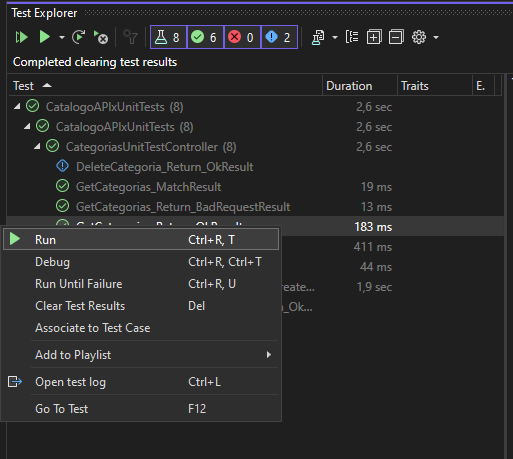 Test Explorer
8 6 0 2
Completed clearing test results
Test Duration Traits E.
CatalogoAPIxUnitTests (8) 2,6 sec
CatalogoAPIxUnitTests (8) 2,6 sec
CategoriasUnitTestController (8) 2,6 sec
DeleteCategoria_Return_OkResult
GetCategorias_MatchResult 19 ms
GetCategorias_Return_BadRequestResult 13 ms
183 ms
Run Ctrl+R, T
411 ms
Debug Ctrl+R, Ctrl+T
44 ms
Run Until Failure Ctrl+R, U
reate... 1,9 sec
Clear Test Results Del
_Ok...
Associate to Test Case
Add to Playlist
Open test log Ctrl+L
Go To Test F12